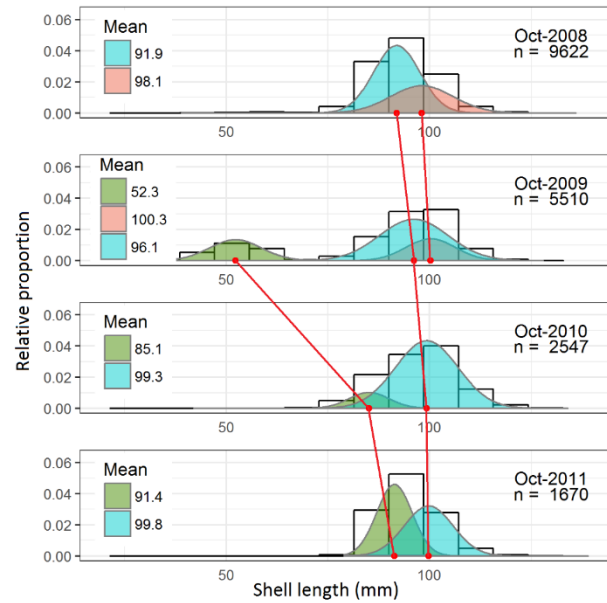 Mean
91.9
98.1
Oct-2008
n = 9622
0.06
0.04
0.02
0.00
50
100
Mean
52.3
100.3
96.1
Oct-2009
n = 5510
0.06
0.04
0.02
0.00
50
100
Mean
85.1
99.3
Oct-2010
n = 2547
0.06
0.04
0.02
0.00
50
100
Mean
91.4
99.8
Oct-2011
n = 1670
0.06
0.04
0.02
0.00
50
100
Relative proportion
Shell length (mm)